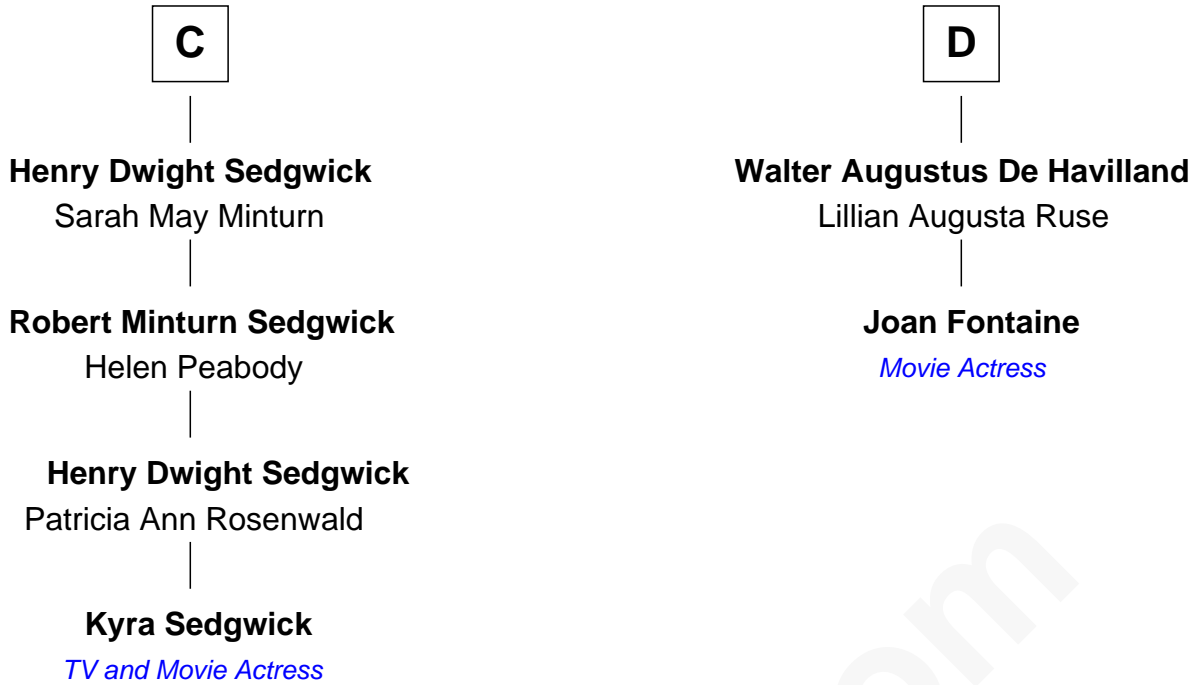 C
Henry Dwight Sedgwick
Sarah May Minturn
Robert Minturn Sedgwick
Helen Peabody
Henry Dwight Sedgwick
Patricia Ann Rosenwald
Kyra Sedgwick
TV and Movie Actress
D
Walter Augustus De Havilland
Lillian Augusta Ruse
Joan Fontaine
Movie Actress
om